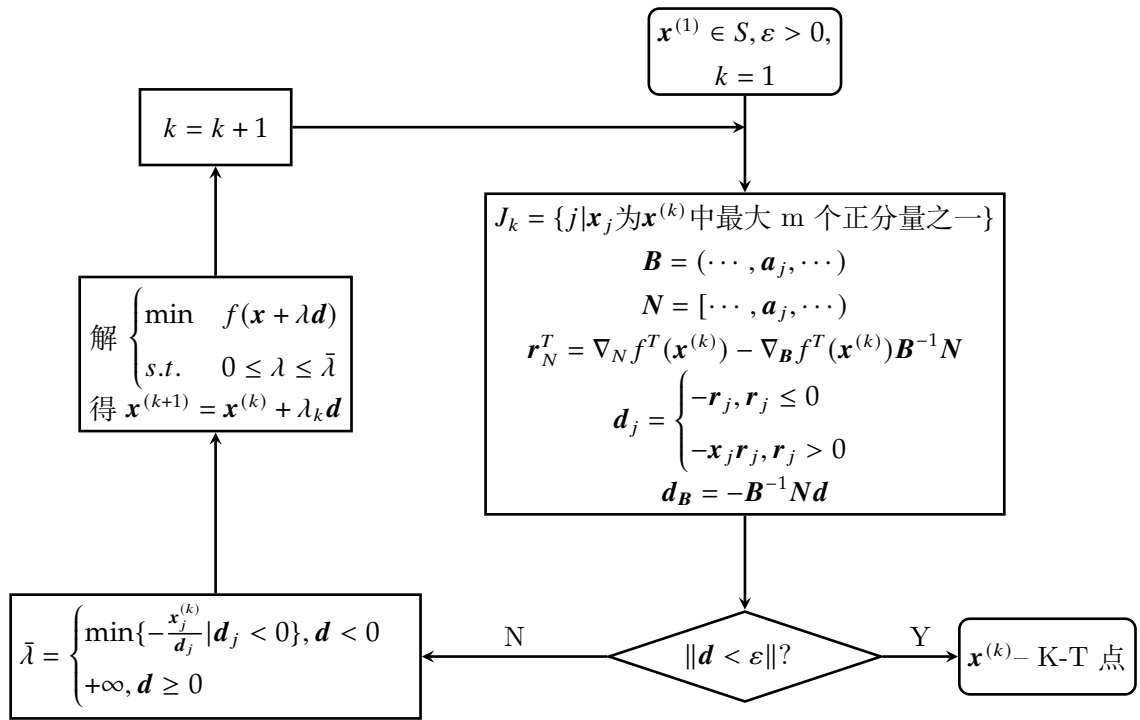 x^{(1)} ∈ S, ε > 0,
k = 1
k = k + 1
J_k = {j|x_j为x^{(k)}中最大 m 个正分量之一}
B = (⋯ , a_j, ⋯)
N = [⋯ , a_j, ⋯)
r_N^T = ∇_N f^T(x^{(k)}) − ∇_B f^T(x^{(k)})B^{−1}N
d_j = { −r_j, r_j ≤ 0
−x_j r_j, r_j > 0
d_B = −B^{−1}Nd
‖d < ε‖?
Y
x^{(k)}– K-T 点
N
λ̄ = { min{−\frac{x_j^{(k)}}{d_j}|d_j < 0}, d < 0
+∞, d ≥ 0
解 { min f(x + λd)
s.t. 0 ≤ λ ≤ λ̄
得 x^{(k+1)} = x^{(k)} + λ_k d